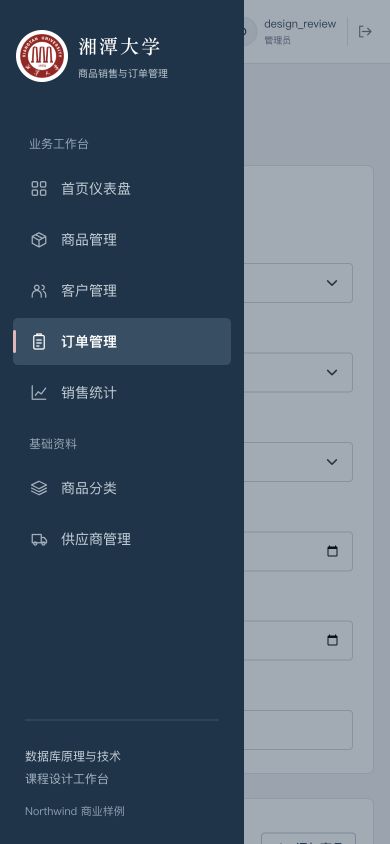 湘潭大学
商品销售与订单管理
design_review
管理员
业务工作台
首页仪表盘
商品管理
客户管理
订单管理
销售统计
基础资料
商品分类
供应商管理
数据库原理与技术
课程设计工作台
Northwind 商业样例